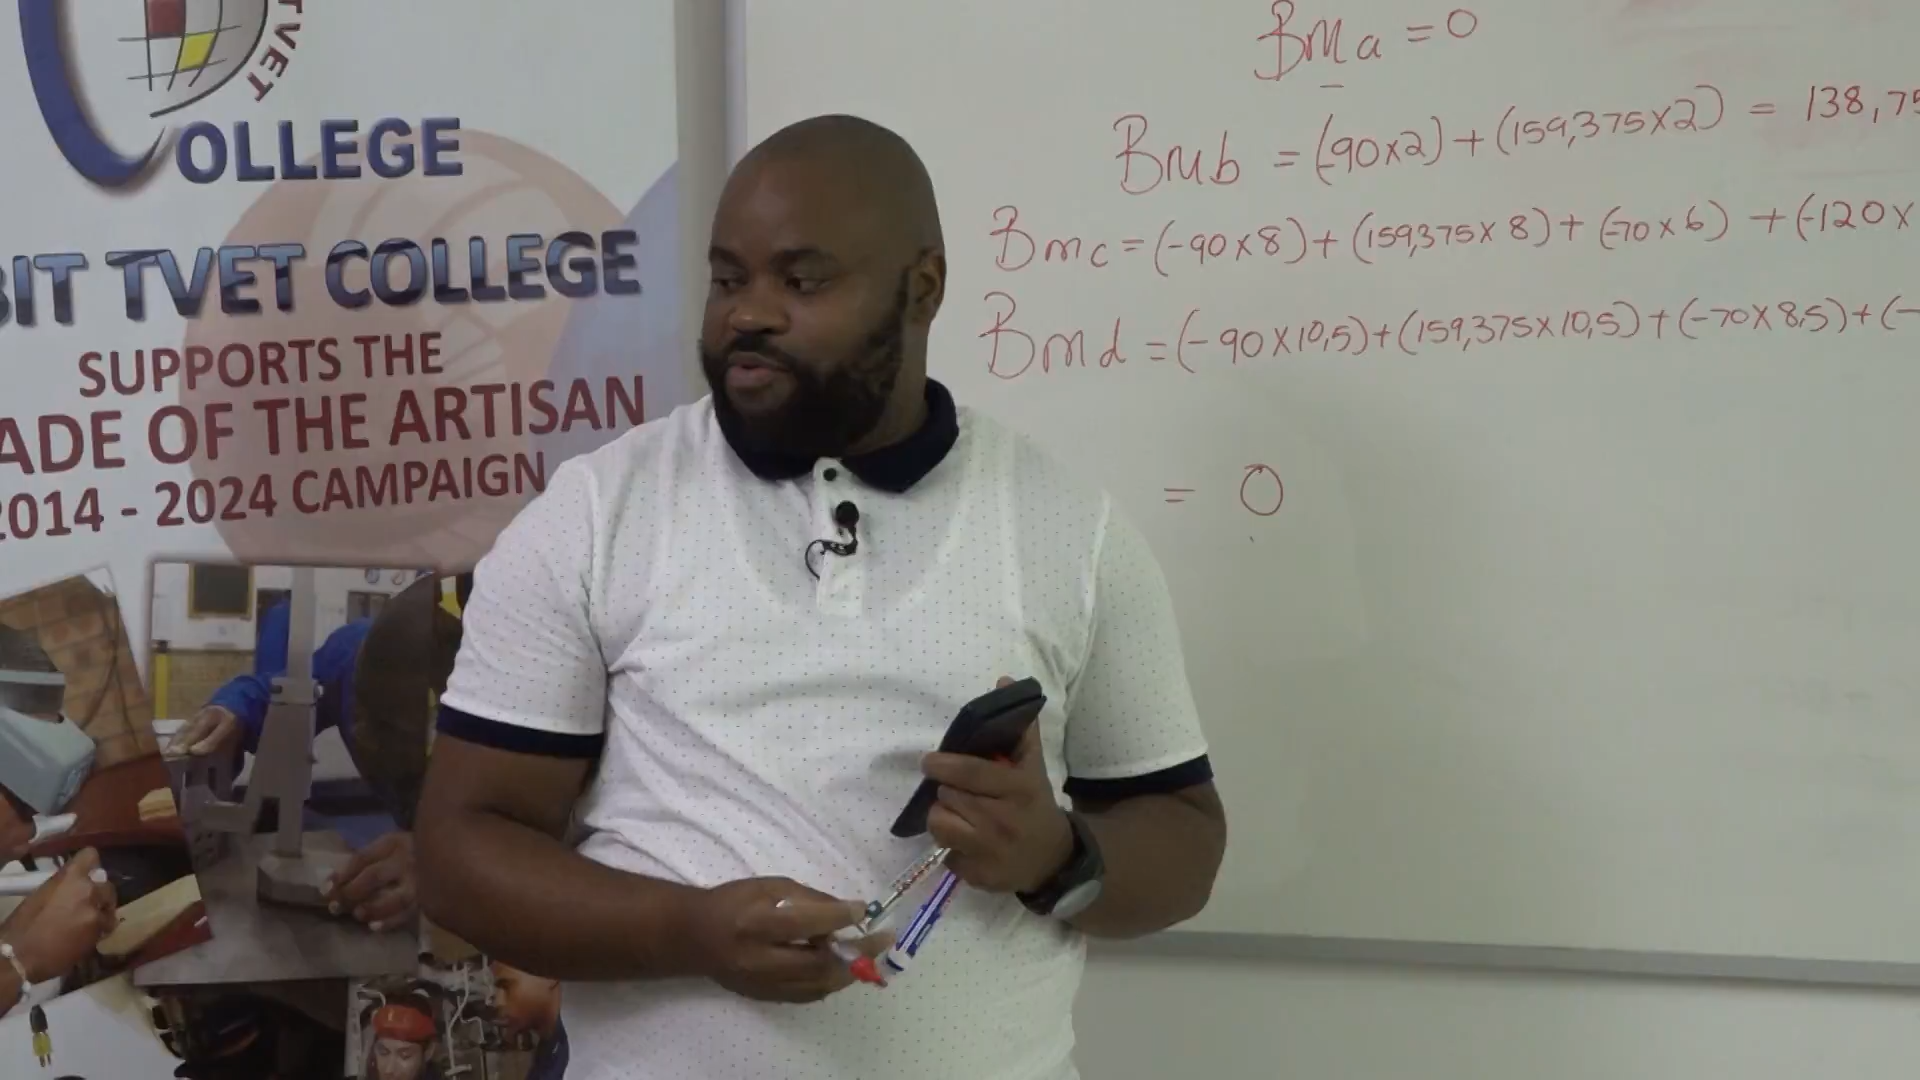 TVET
COLLEGE
BIT TVET COLLEGE
SUPPORTS THE
ADE OF THE ARTISAN
2014 - 2024 CAMPAIGN
BMa = 0
BMb = (-90x2) + (159,375x2) = 138,75
Bmc = (-90x8) + (159,375x8) + (-70x6) + (-120x
Bmd = (-90x10,5)+(159,375x10,5)+(-70x8,5)+(-
= 0